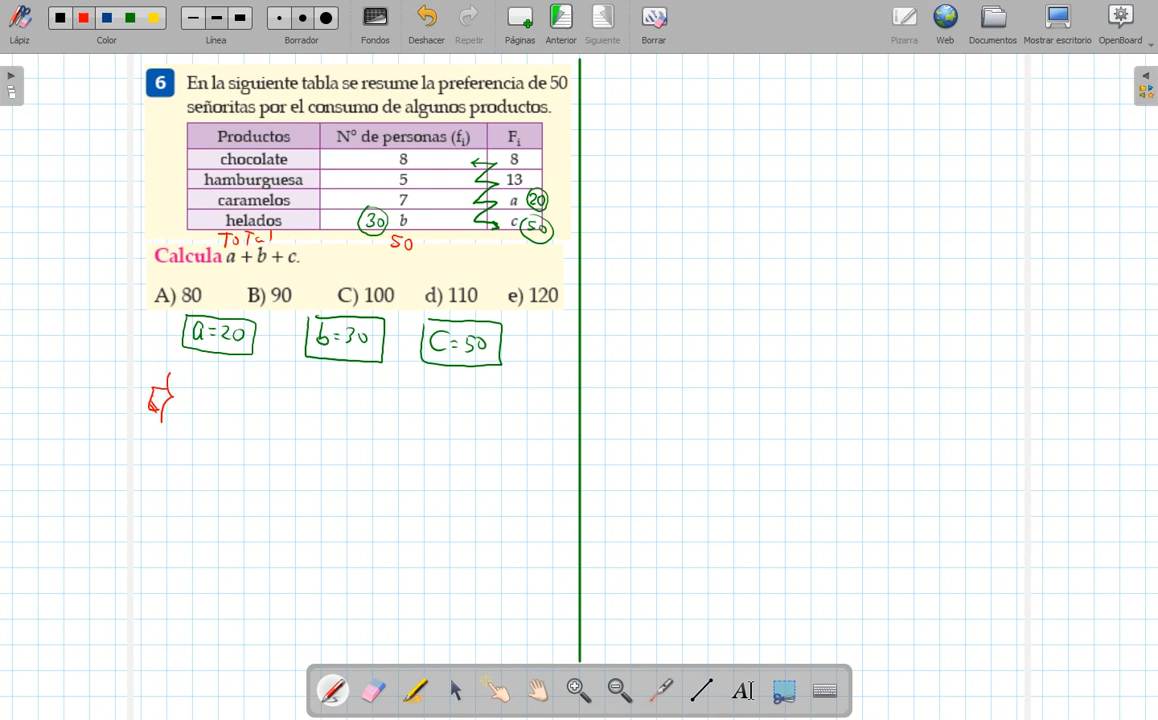 Lápiz Color Línea Borrador Fondos Deshacer Repetir Páginas Anterior Siguiente Borrar Pizarra Web Documentos Mostrar escritorio OpenBoard
6 En la siguiente tabla se resume la preferencia de 50
señoritas por el consumo de algunos productos.
Productos N° de personas (fi) Fi
chocolate 8 8
hamburguesa 5 13
caramelos 7 a 20
helados 30 b c 50
Total 50
Calcula a + b + c.
A) 80 B) 90 C) 100 d) 110 e) 120
a=20 b=30 C=50